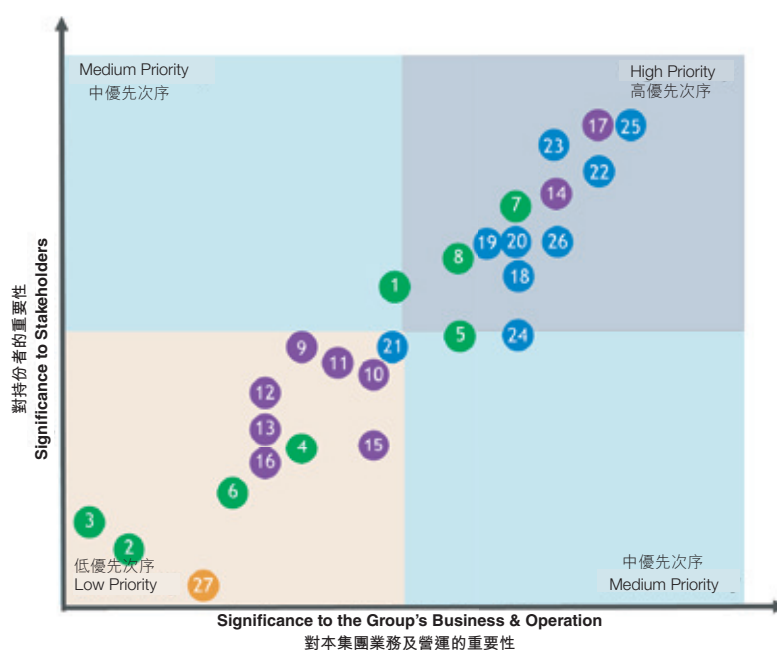 Medium Priority
中優先次序
High Priority
高優先次序
17
25
23
22
14
7
19
20
26
8
18
1
5
24
9
21
11
10
12
13
4
15
16
6
3
2
27
低優先次序
Low Priority
中優先次序
Medium Priority
對持份者的重要性
Significance to Stakeholders
Significance to the Group's Business & Operation
對本集團業務及營運的重要性